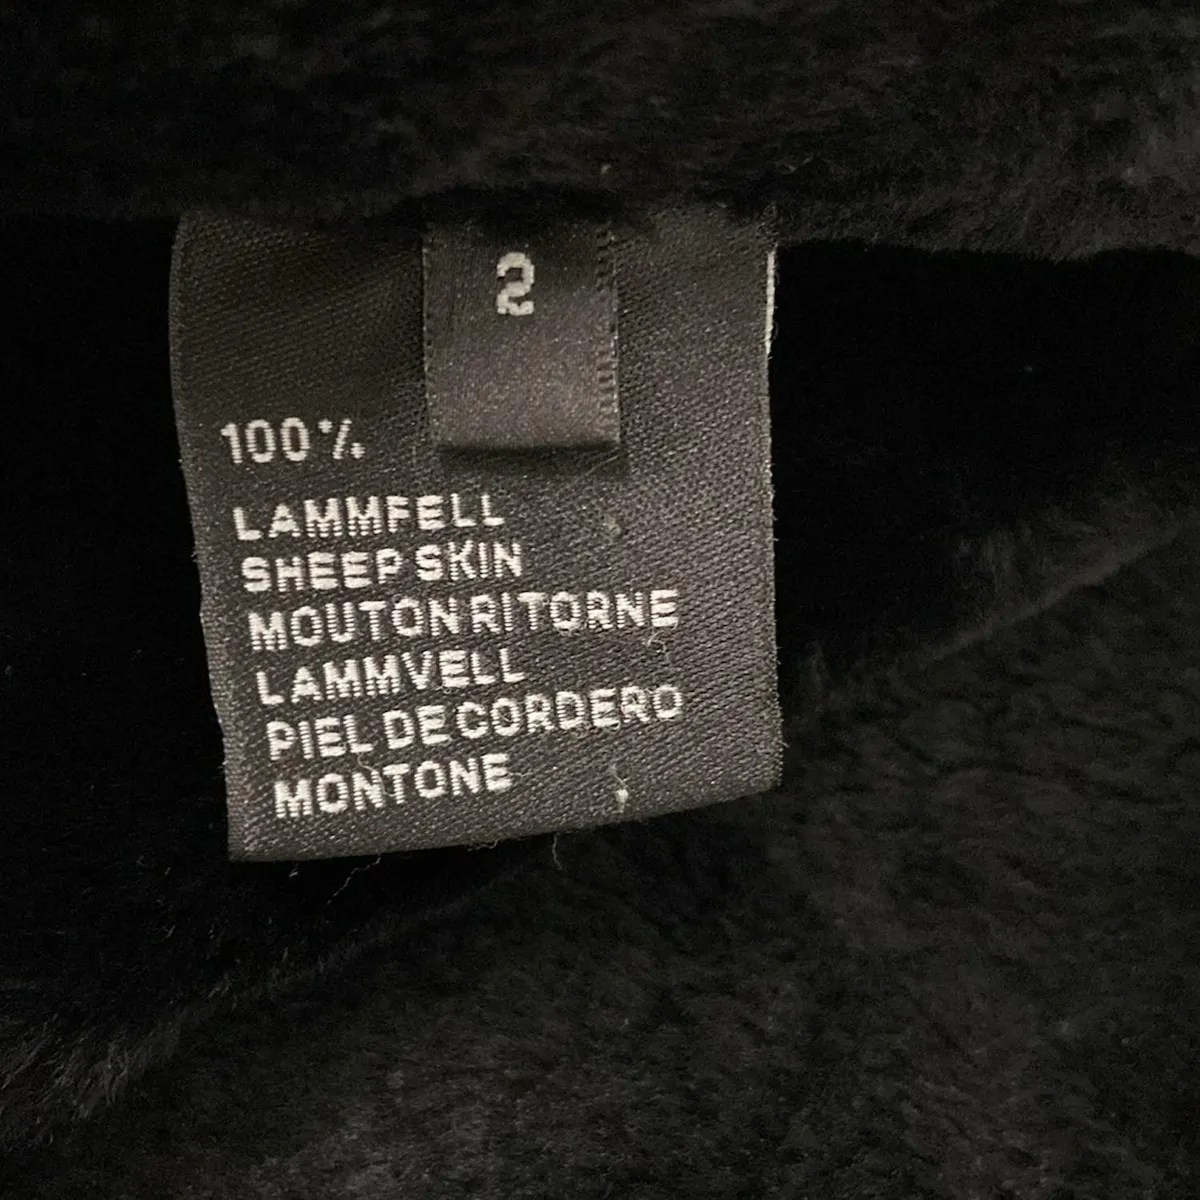 2
100%
LAMMFELL
SHEEP SKIN
MOUTON RITORNE
LAMMVELL
PIEL DE CORDERO
MONTONE